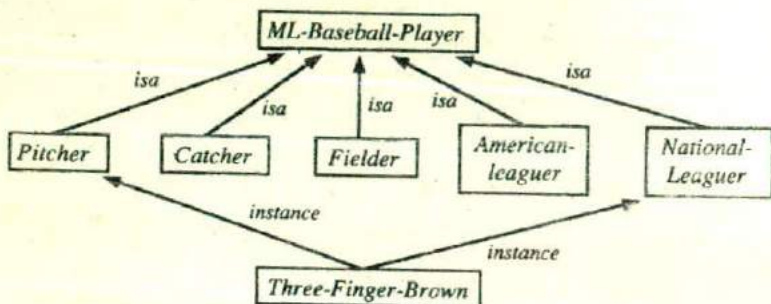 ML-Baseball-Player
isa
isa
isa
isa
isa
Pitcher
Catcher
Fielder
American-
leaguer
National-
Leaguer
instance
instance
Three-Finger-Brown